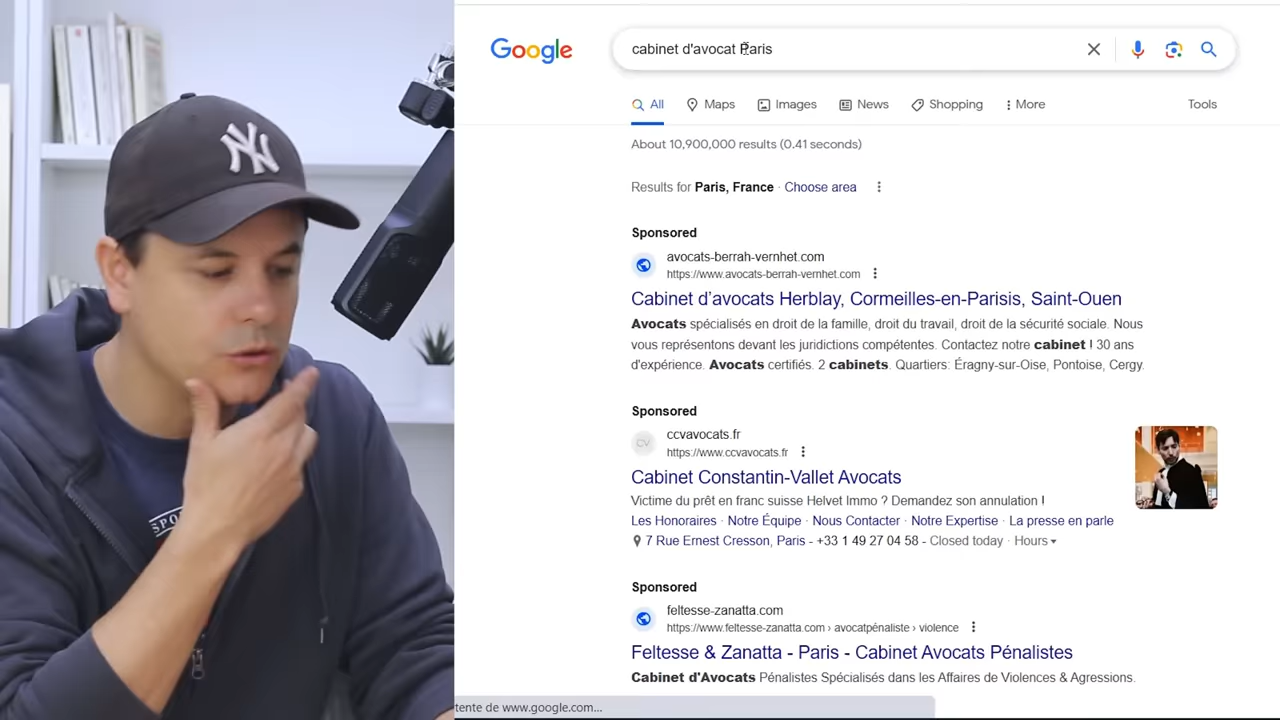 NY
SPO
Google
cabinet d'avocat Paris
All
Maps
Images
News
Shopping
More
Tools
About 10,900,000 results (0.41 seconds)
Results for Paris, France · Choose area
Sponsored
avocats-berrah-vernhet.com
https://www.avocats-berrah-vernhet.com
Cabinet d’avocats Herblay, Cormeilles-en-Parisis, Saint-Ouen
Avocats spécialisés en droit de la famille, droit du travail, droit de la sécurité sociale. Nous
vous représentons devant les juridictions compétentes. Contactez notre cabinet ! 30 ans
d'expérience. Avocats certifiés. 2 cabinets. Quartiers: Éragny-sur-Oise, Pontoise, Cergy.
Sponsored
CV
ccvavocats.fr
https://www.ccvavocats.fr
Cabinet Constantin-Vallet Avocats
Victime du prêt en franc suisse Helvet Immo ? Demandez son annulation !
Les Honoraires · Notre Équipe · Nous Contacter · Notre Expertise · La presse en parle
7 Rue Ernest Cresson, Paris - +33 1 49 27 04 58 - Closed today · Hours
Sponsored
feltesse-zanatta.com
https://www.feltesse-zanatta.com › avocatpénaliste › violence
Feltesse & Zanatta - Paris - Cabinet Avocats Pénalistes
Cabinet d'Avocats Pénalistes Spécialisés dans les Affaires de Violences & Agressions.
tente de www.google.com...